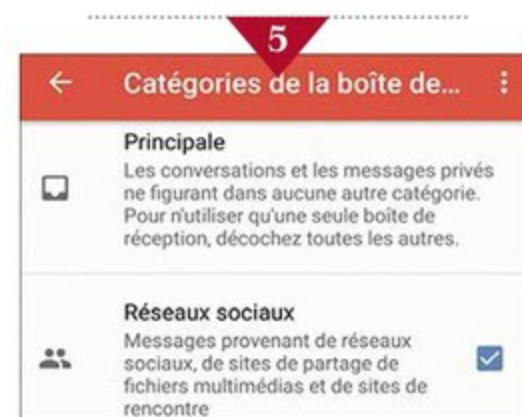 5
Catégories de la boîte de...
Principale
Les conversations et les messages privés
ne figurant dans aucune autre catégorie.
Pour n'utiliser qu'une seule boîte de
réception, décochez toutes les autres.
Réseaux sociaux
Messages provenant de réseaux
sociaux, de sites de partage de
fichiers multimédias et de sites de
rencontre